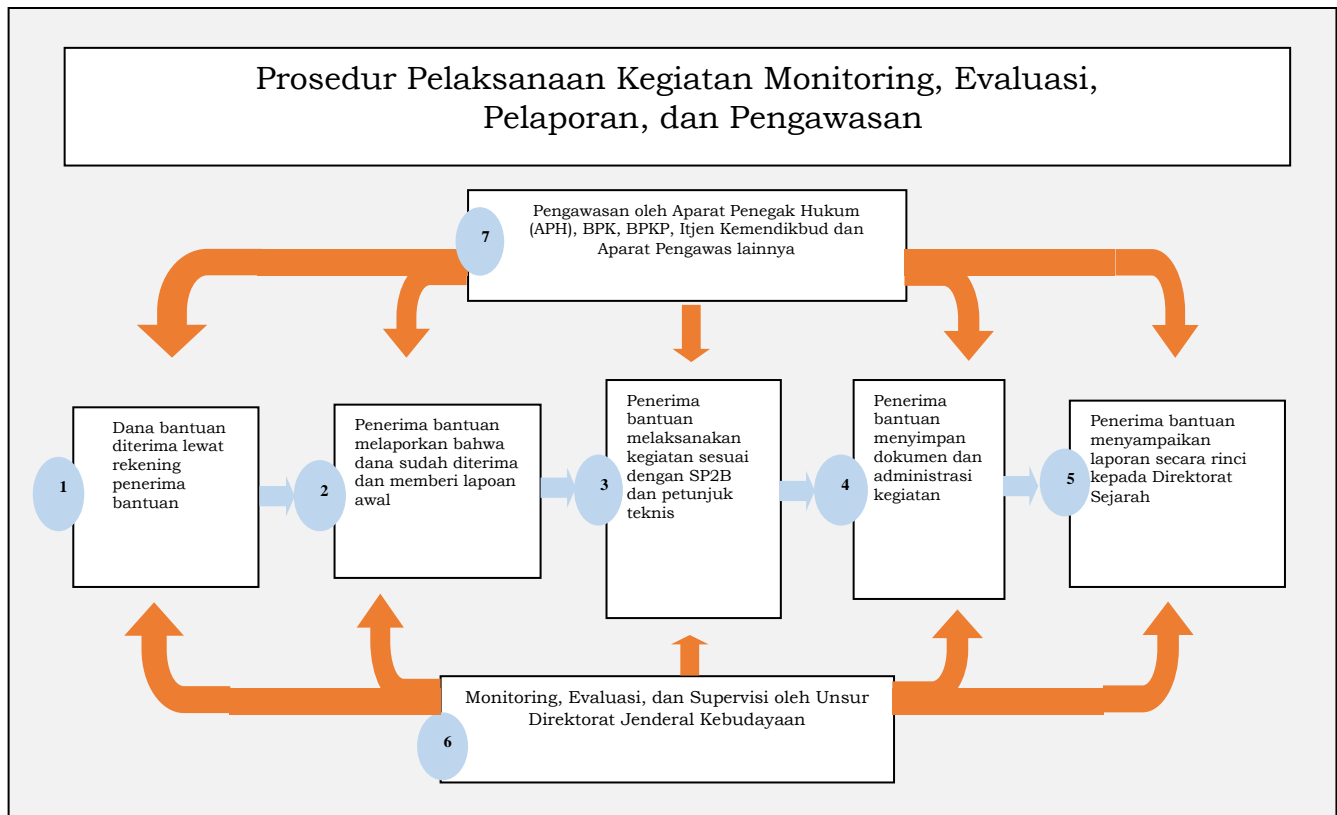 Prosedur Pelaksanaan Kegiatan Monitoring, Evaluasi,
Pelaporan, dan Pengawasan
7
Pengawasan oleh Aparat Penegak Hukum
(APH), BPK, BPKP, Itjen Kemendikbud dan
Aparat Pengawas lainnya
1
Dana bantuan
diterima lewat
rekening
penerima
bantuan
2
Penerima bantuan
melaporkan bahwa
dana sudah diterima
dan memberi lapoan
awal
3
Penerima
bantuan
melaksanakan
kegiatan sesuai
dengan SP2B
dan petunjuk
teknis
4
Penerima
bantuan
menyimpan
dokumen dan
administrasi
kegiatan
5
Penerima bantuan
menyampaikan
laporan secara rinci
kepada Direktorat
Sejarah
6
Monitoring, Evaluasi, dan Supervisi oleh Unsur
Direktorat Jenderal Kebudayaan